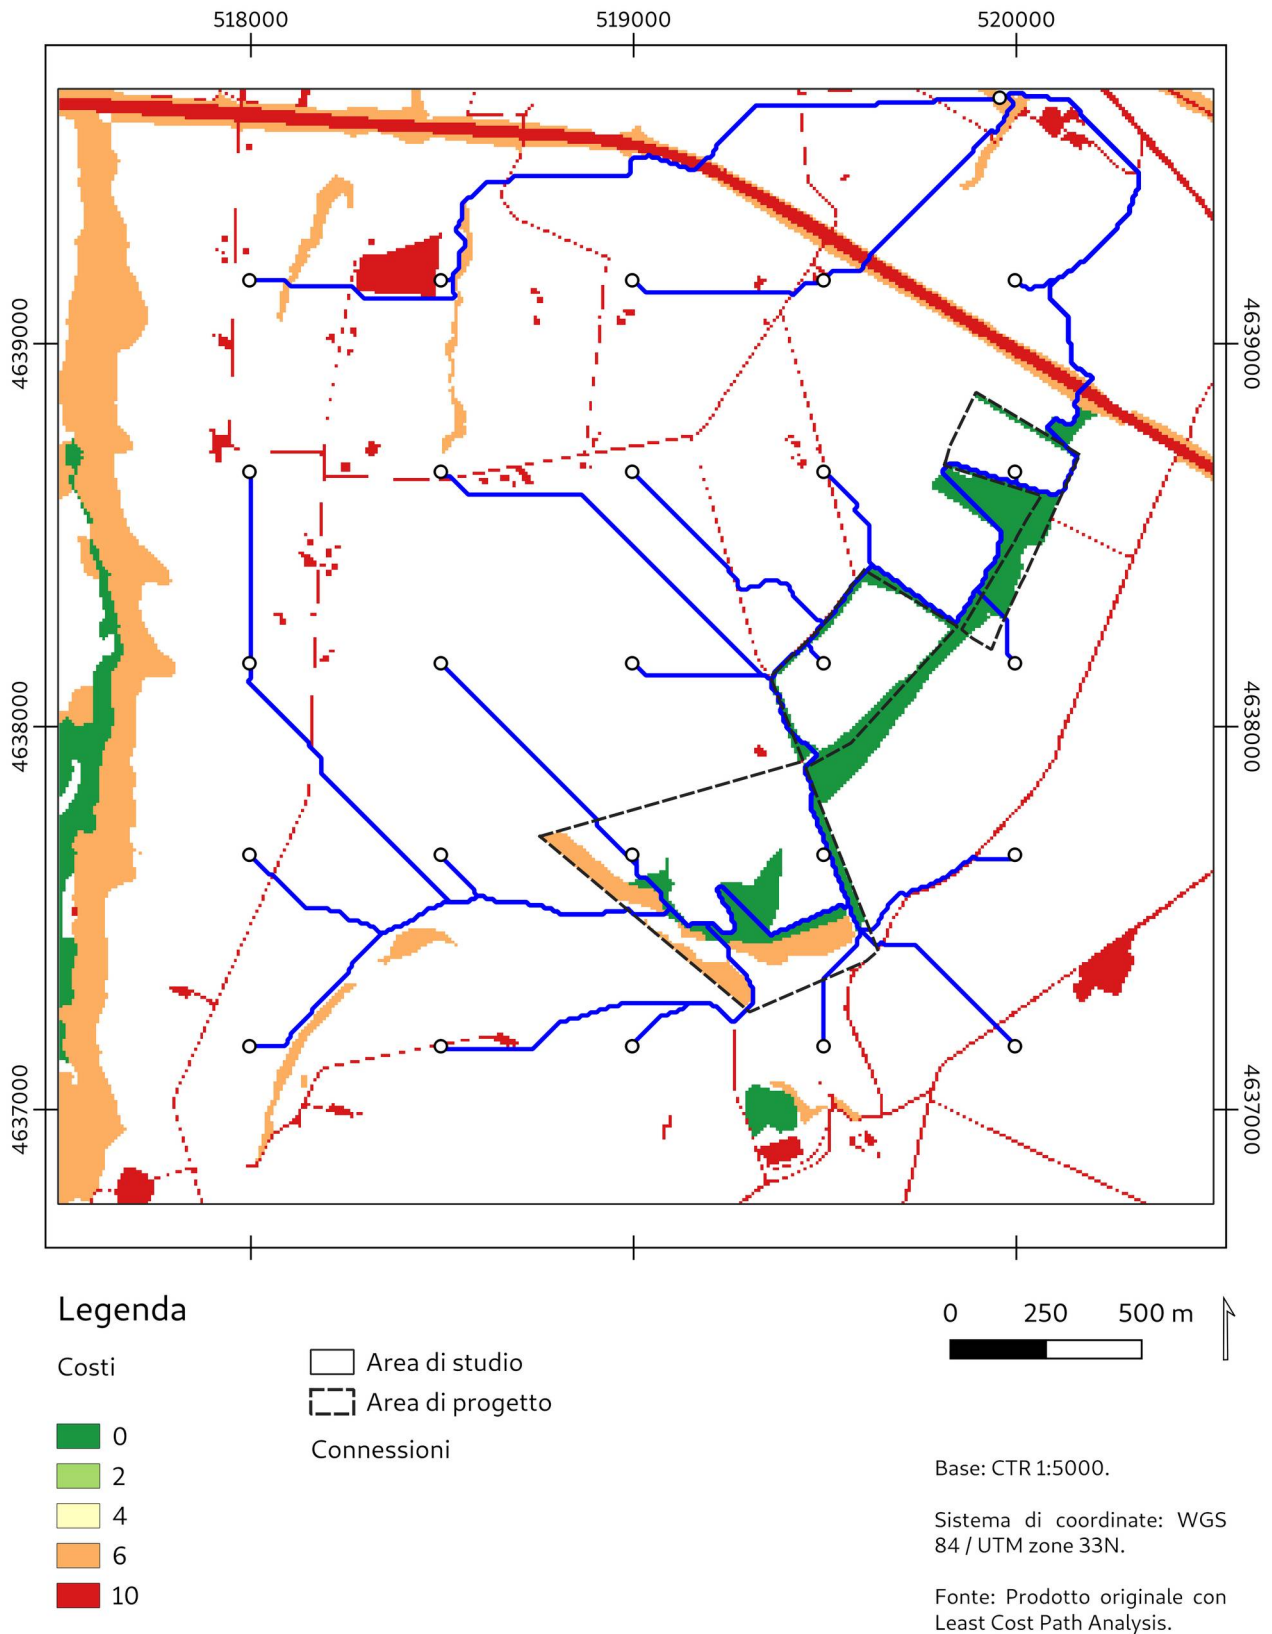 518000 519000 520000
4639000 4639000
4638000 4638000
4637000 4637000
Legenda
Costi
0
2
4
6
10
Area di studio
Area di progetto
Connessioni
0 250 500 m
Base: CTR 1:5000.
Sistema di coordinate: WGS
84 / UTM zone 33N.
Fonte: Prodotto originale con
Least Cost Path Analysis.